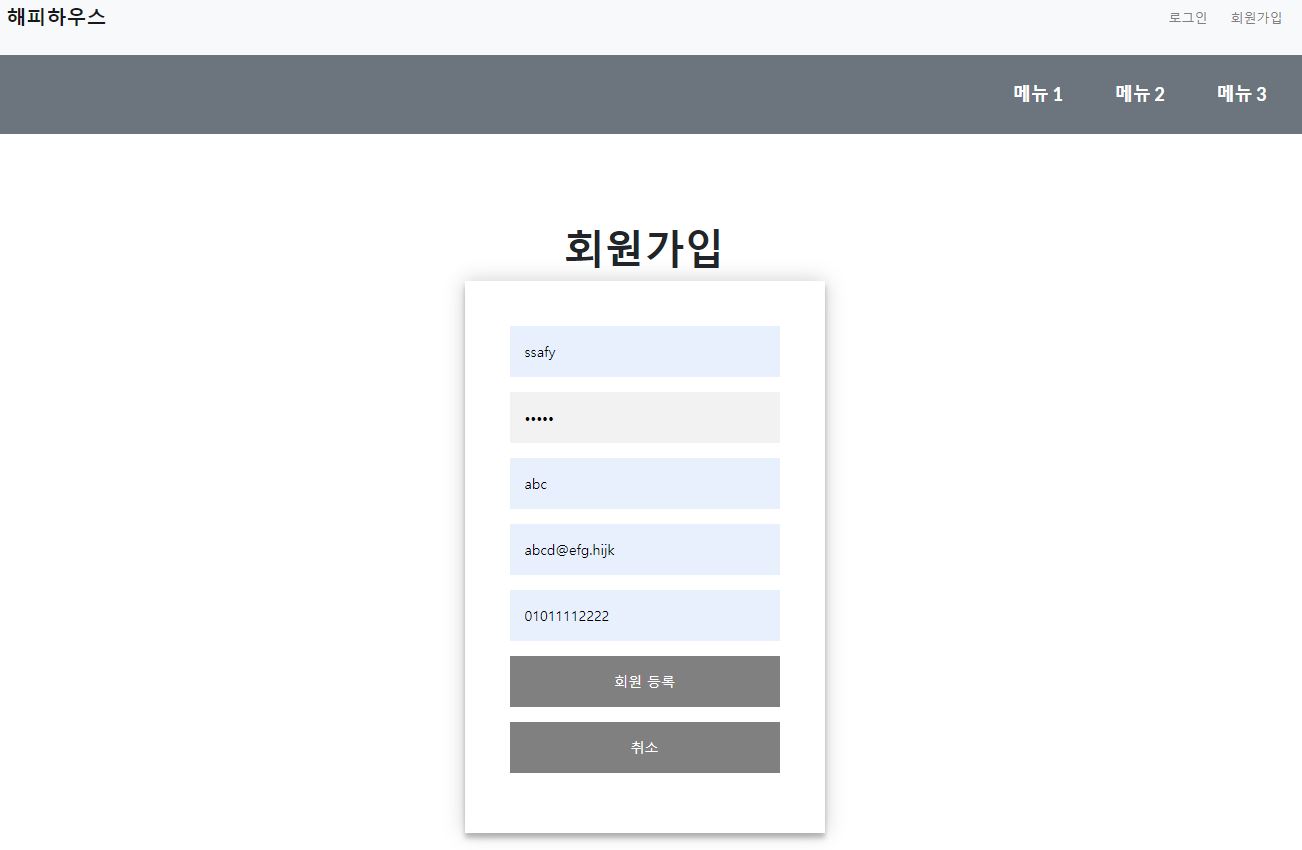 해피하우스
로그인 회원가입
메뉴 1 메뉴 2 메뉴 3
회원가입
ssafy
•••••
abc
abcd@efg.hijk
01011112222
회원 등록
취소